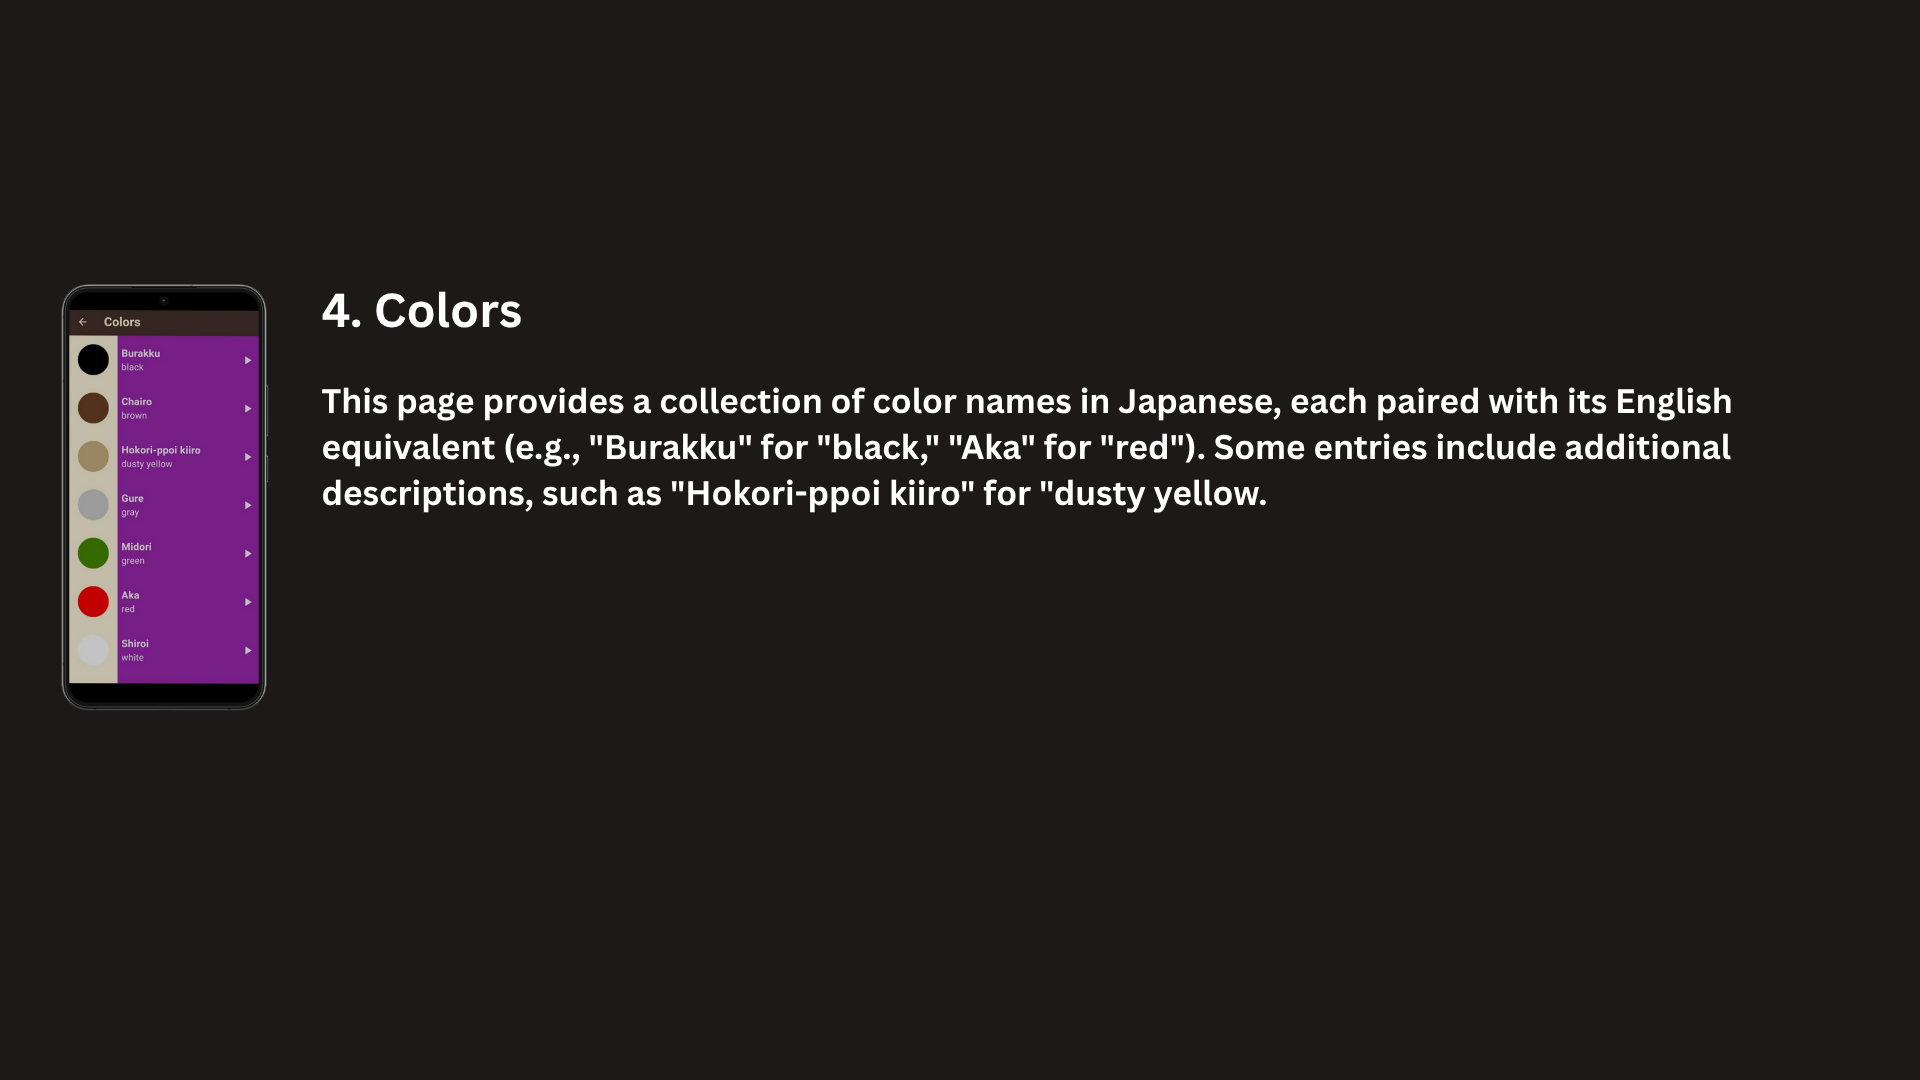 Colors
Burakku
black
Chairo
brown
Hokori-ppoi kiiro
dusty yellow
Gure
gray
Midori
green
Aka
red
Shiroi
white
4. Colors
This page provides a collection of color names in Japanese, each paired with its English
equivalent (e.g., "Burakku" for "black," "Aka" for "red"). Some entries include additional
descriptions, such as "Hokori-ppoi kiiro" for "dusty yellow.